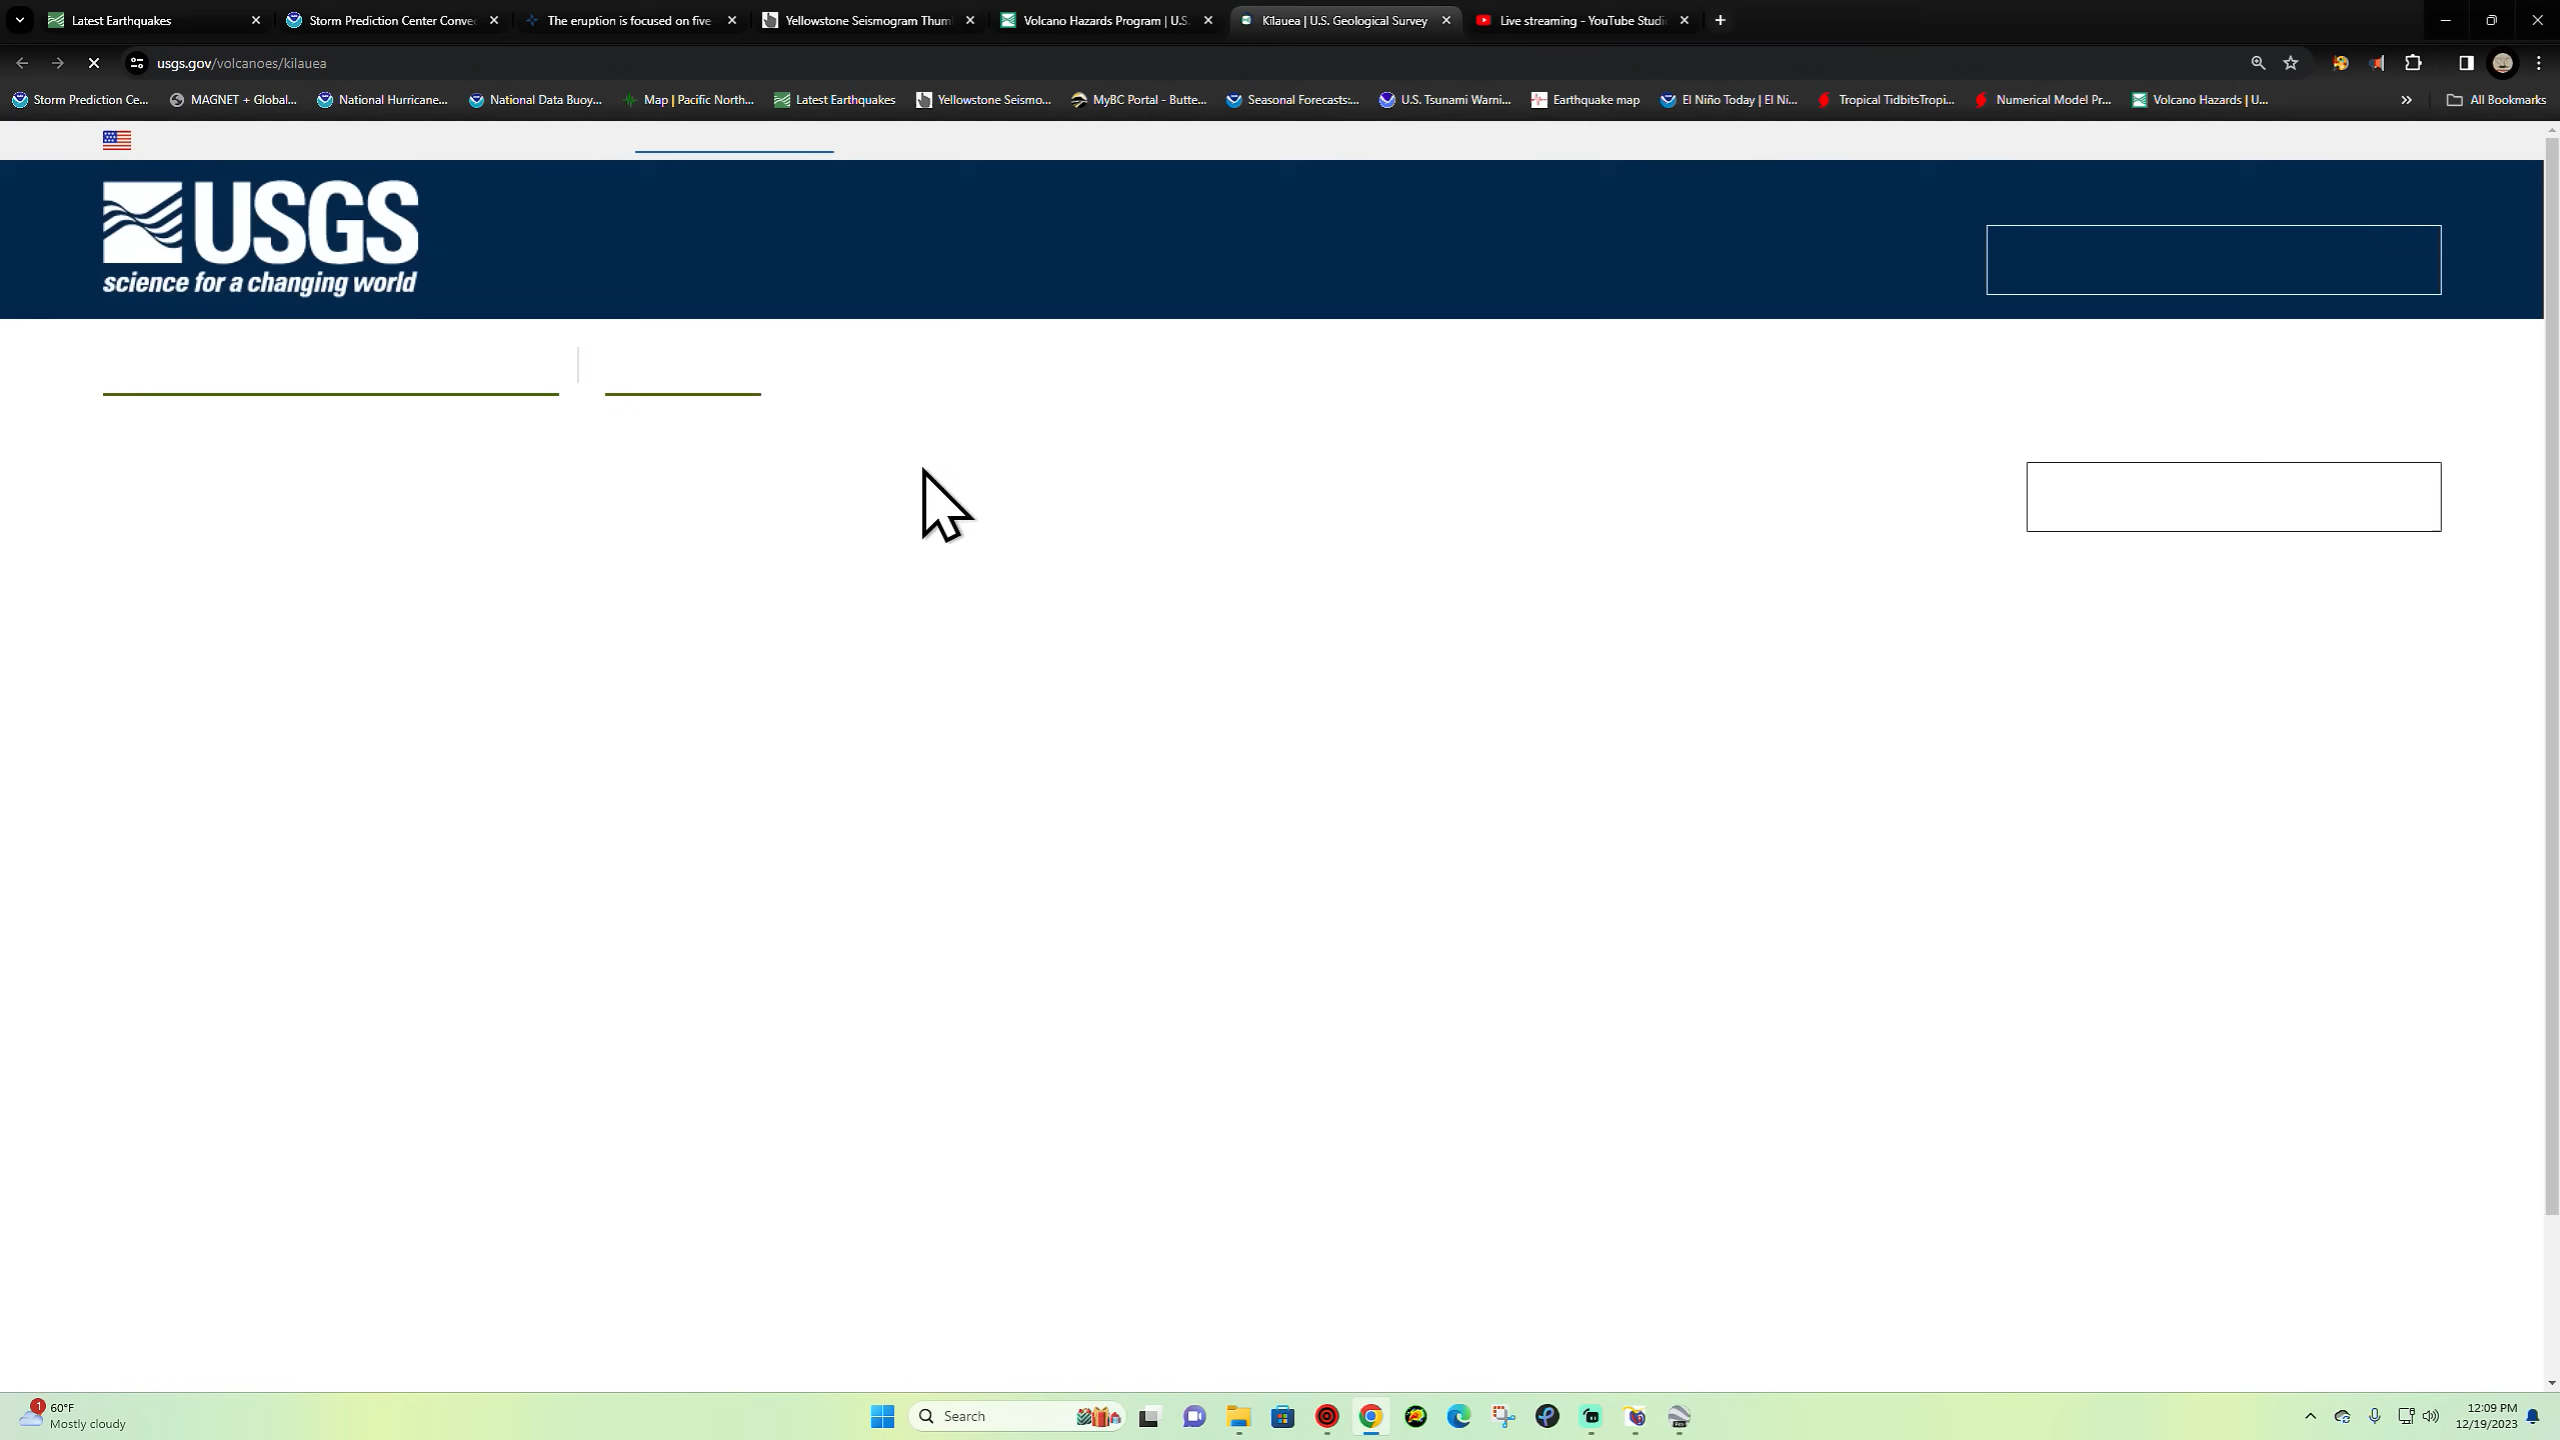 Latest Earthquakes
Storm Prediction Center Conve
The eruption is focused on five
Yellowstone Seismogram Thum
Volcano Hazards Program | U.S.
Kīlauea | U.S. Geological Survey
Live streaming - YouTube Studi
usgs.gov/volcanoes/kilauea
Storm Prediction Ce...
MAGNET + Global...
National Hurricane...
National Data Buoy...
Map | Pacific North...
Latest Earthquakes
Yellowstone Seismo...
MyBC Portal - Butte...
Seasonal Forecasts:...
U.S. Tsunami Warni...
Earthquake map
El Niño Today | El Ni...
Tropical TidbitsTropi...
Numerical Model Pr...
Volcano Hazards | U...
All Bookmarks
USGS
science for a changing world
1
60°F
Mostly cloudy
Search
12:09 PM
12/19/2023